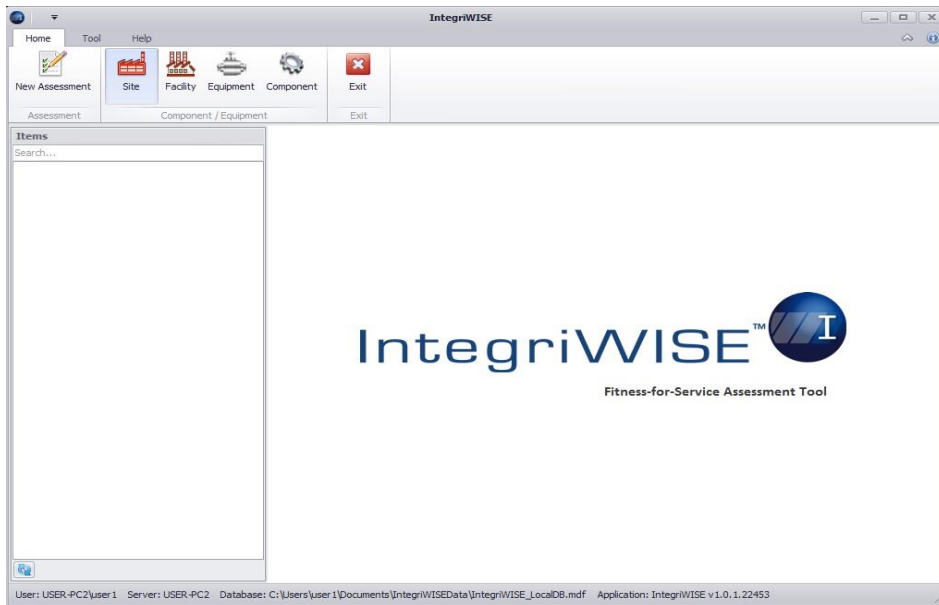 IntegriWISE
Home Tool Help
New Assessment Site Facility Equipment Component Exit
Assessment Component / Equipment Exit
Items
Search...
IntegriWISE™ I
Fitness-for-Service Assessment Tool
User: USER-PC2\user1 Server: USER-PC2 Database: C:\Users\user1\Documents\IntegriWISEData\IntegriWISE_LocalDB.mdf Application: IntegriWISE v1.0.1.22453